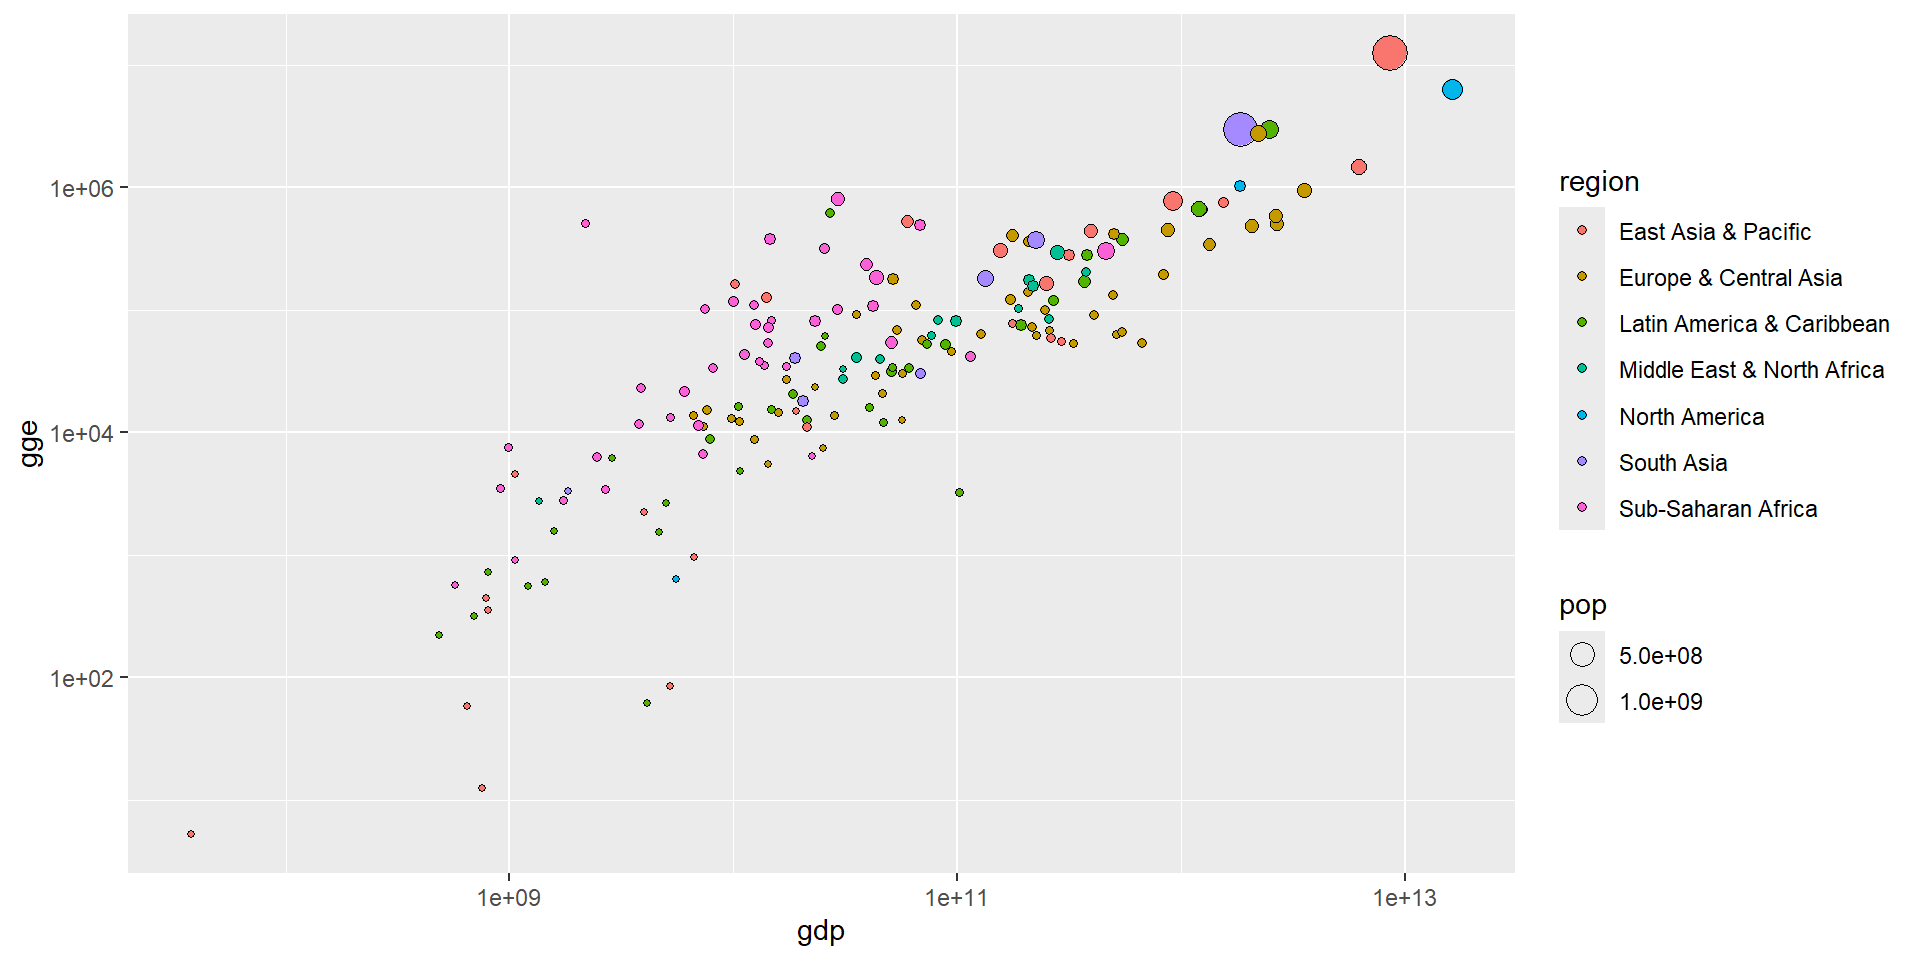 1e+06
1e+04
1e+02
gge
1e+09
1e+11
1e+13
gdp
region
East Asia & Pacific
Europe & Central Asia
Latin America & Caribbean
Middle East & North Africa
North America
South Asia
Sub-Saharan Africa
pop
5.0e+08
1.0e+09